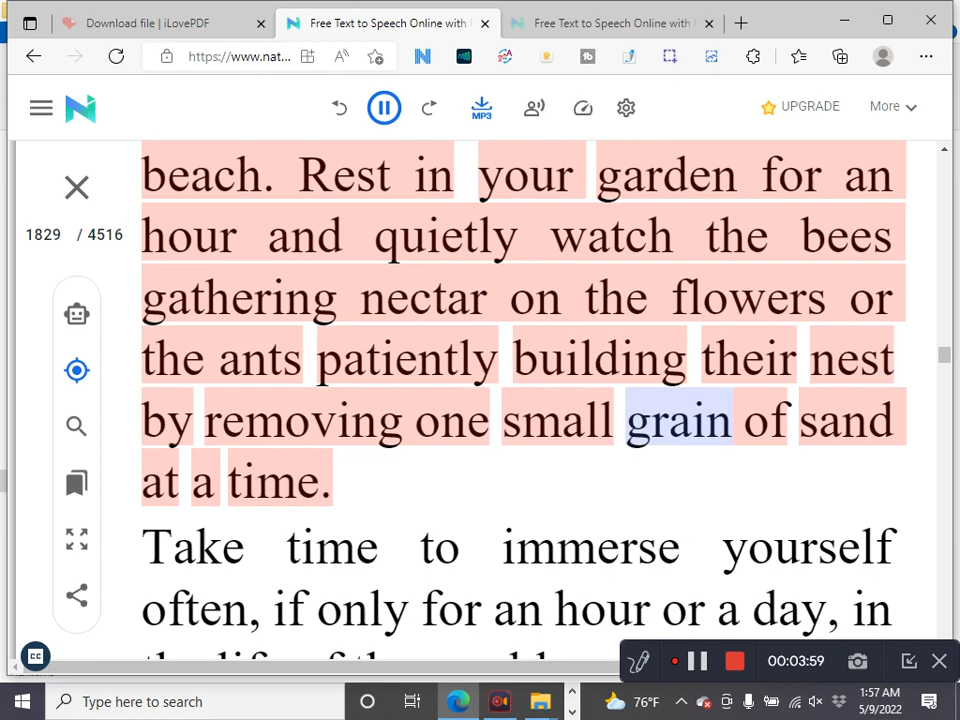 Download file | iLovePDF
Free Text to Speech Online with
Free Text to Speech Online with
https://www.nat...
MP3
UPGRADE
More
1829 / 4516
beach. Rest in your garden for an
hour and quietly watch the bees
gathering nectar on the flowers or
the ants patiently building their nest
by removing one small grain of sand
at a time.
Take time to immerse yourself
often, if only for an hour or a day, in
CC
00:03:59
Type here to search
76°F
1:57 AM
5/9/2022